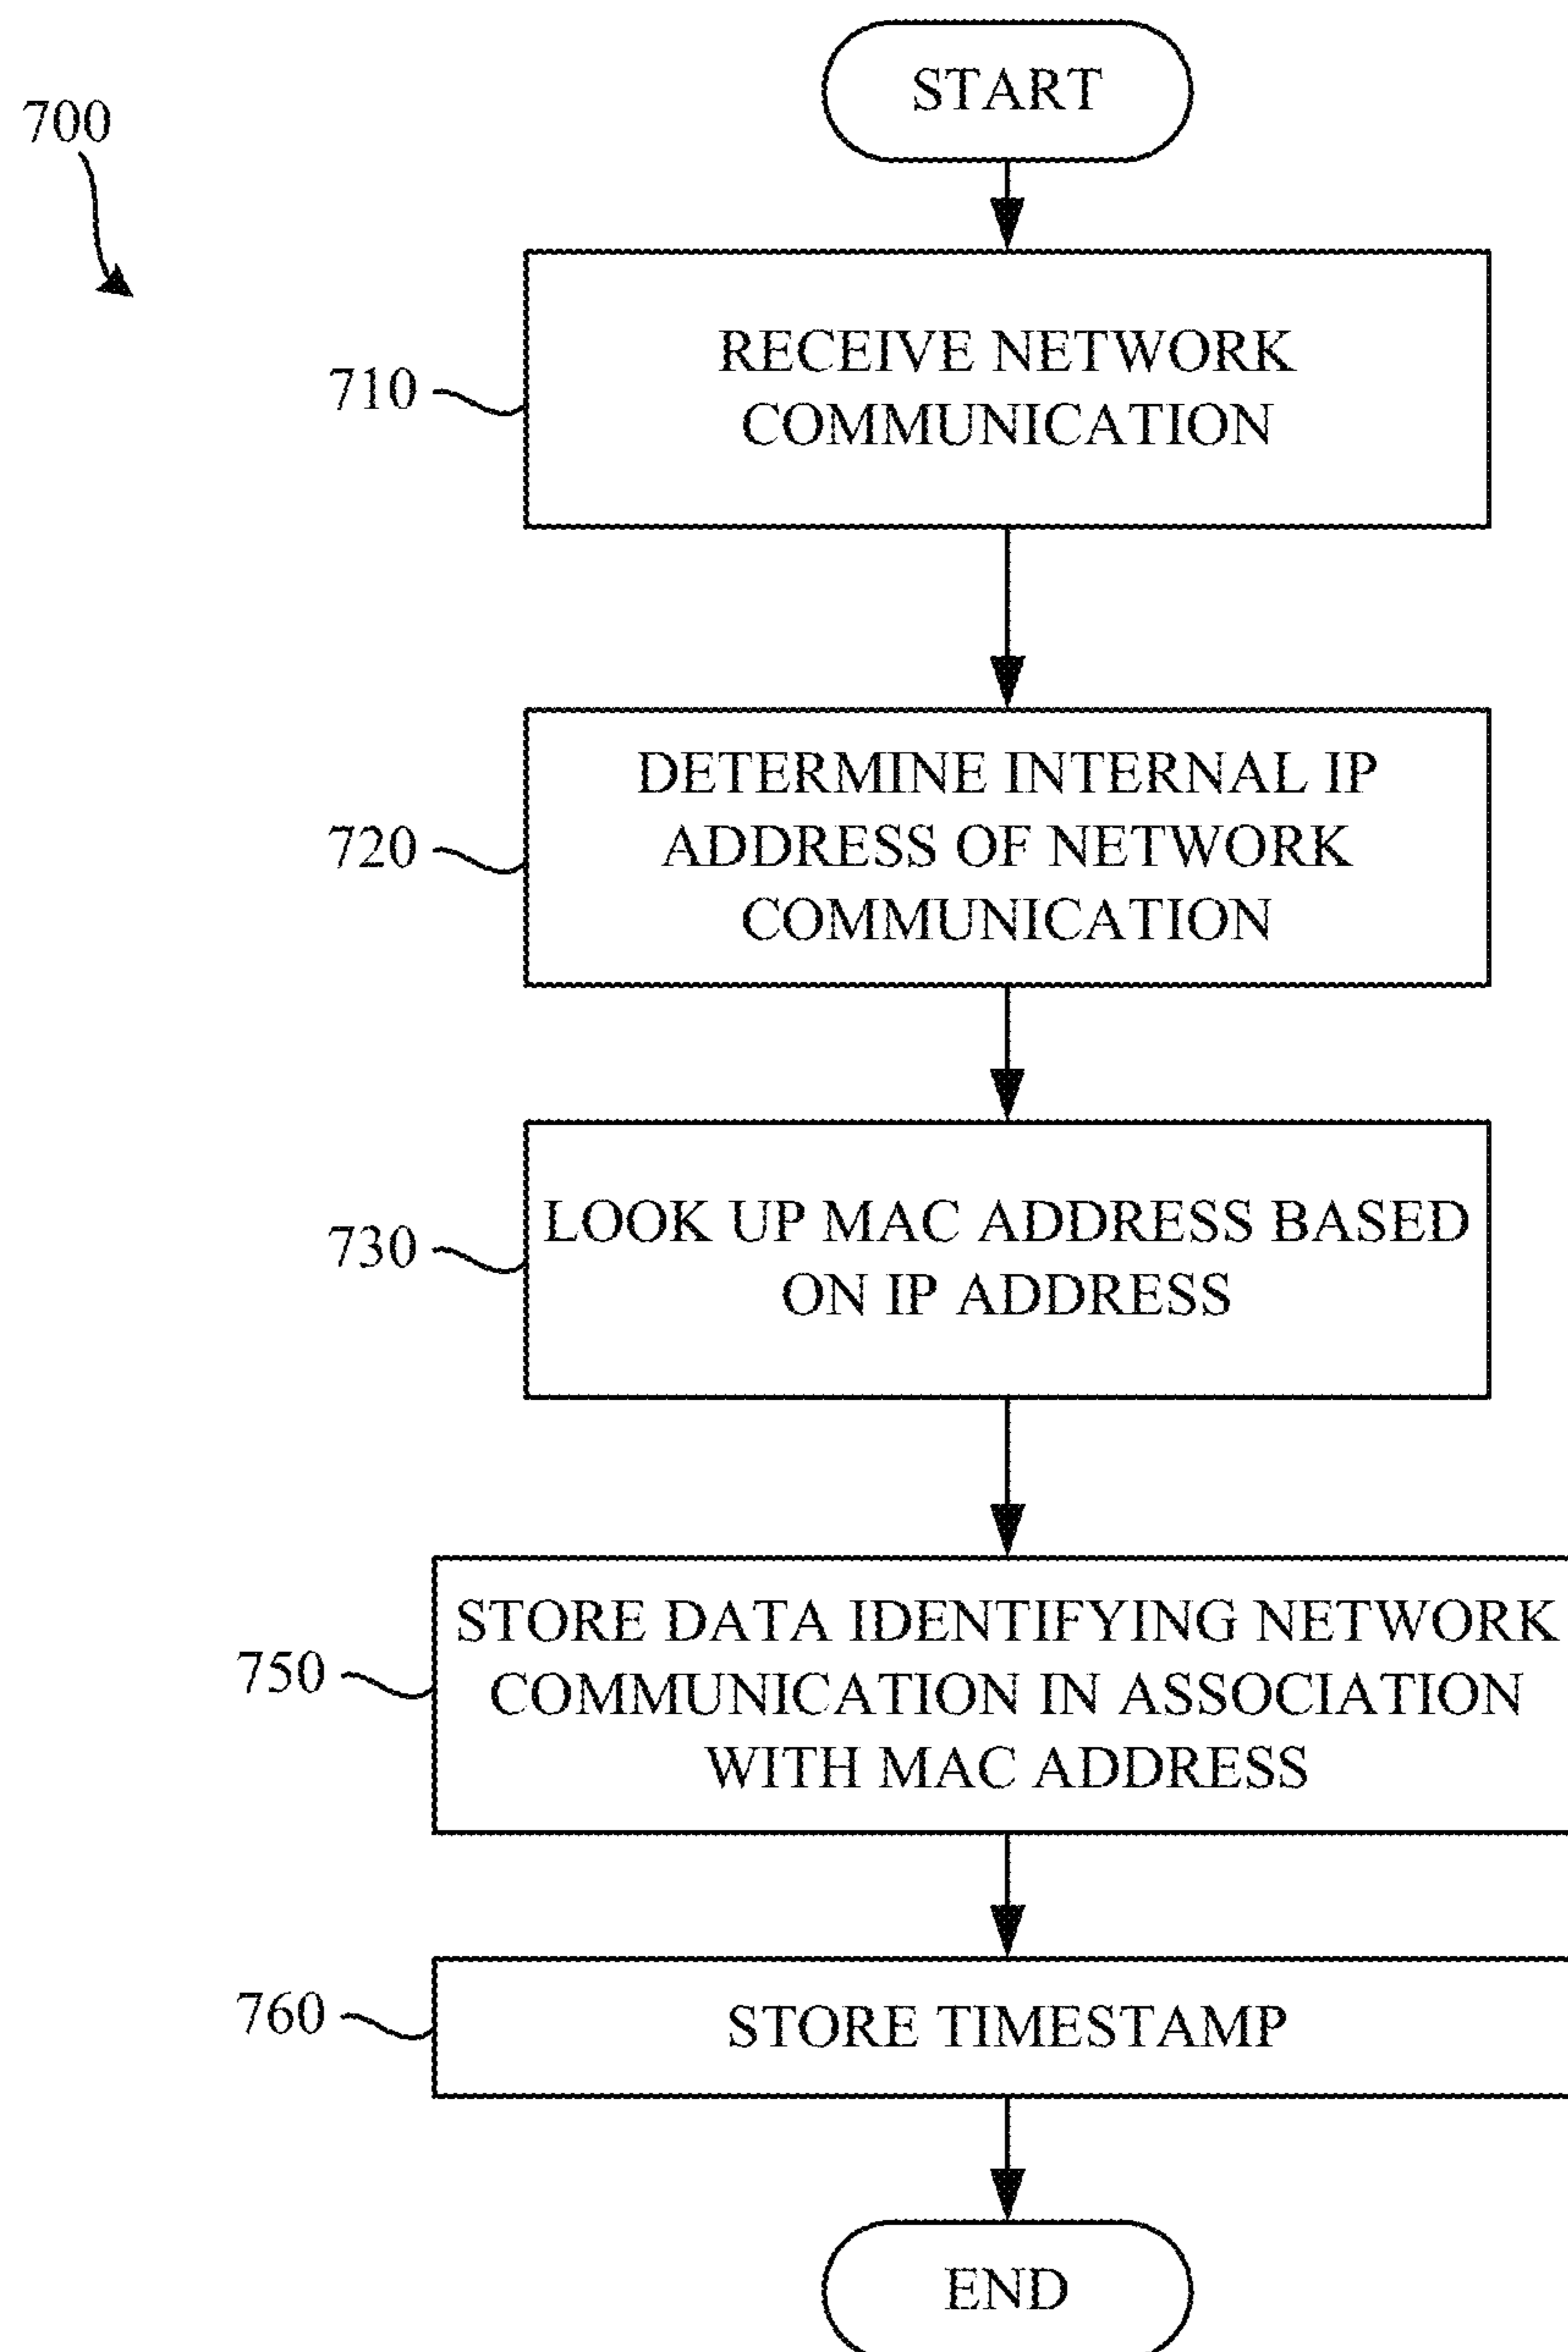 START
700
RECEIVE NETWORK
COMMUNICATION
710
DETERMINE INTERNAL IP
ADDRESS OF NETWORK
COMMUNICATION
720
LOOK UP MAC ADDRESS BASED
ON IP ADDRESS
730
STORE DATA IDENTIFYING NETWORK
COMMUNICATION IN ASSOCIATION
WITH MAC ADDRESS
750
STORE TIMESTAMP
760
END